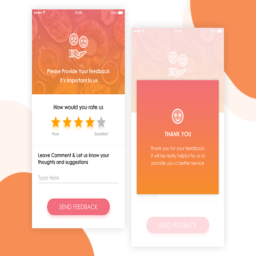 Please Provide Your feedback
it's important to us
How would you rate us
Poor
Excellent
Leave Comment & Let us know your
thoughts and suggestions
Type here
SEND FEEDBACK
THANK YOU
Thank you for your feedback.
It will be really helpful for us to
provide you a better service
SEND FEEDBACK